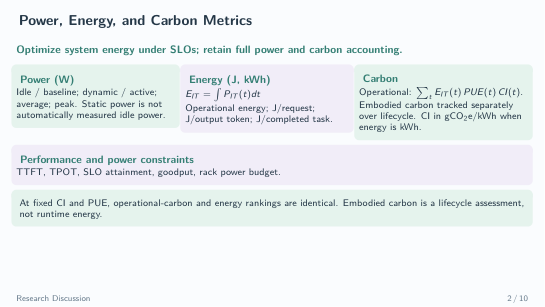 Power, Energy, and Carbon Metrics
Optimize system energy under SLOs; retain full power and carbon accounting.
Power (W)
Idle / baseline; dynamic / active;
average; peak. Static power is not
automatically measured idle power.
Energy (J, kWh)
E_IT = ∫ P_IT(t)dt
Operational energy; J/request;
J/output token; J/completed task.
Carbon
Operational: ∑_t E_IT(t) PUE(t) CI(t).
Embodied carbon tracked separately
over lifecycle. CI in gCO₂e/kWh when
energy is kWh.
Performance and power constraints
TTFT, TPOT, SLO attainment, goodput, rack power budget.
At fixed CI and PUE, operational-carbon and energy rankings are identical. Embodied carbon is a lifecycle assessment,
not runtime energy.
Research Discussion
2 / 10